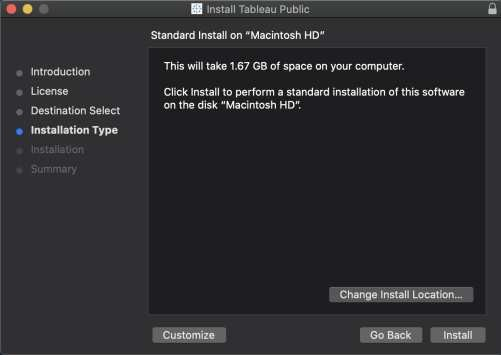 Install Tableau Public
Standard Install on “Macintosh HD”
Introduction
License
Destination Select
Installation Type
Installation
Summary
This will take 1.67 GB of space on your computer.
Click Install to perform a standard installation of this software
on the disk “Macintosh HD”.
Change Install Location...
Customize
Go Back
Install